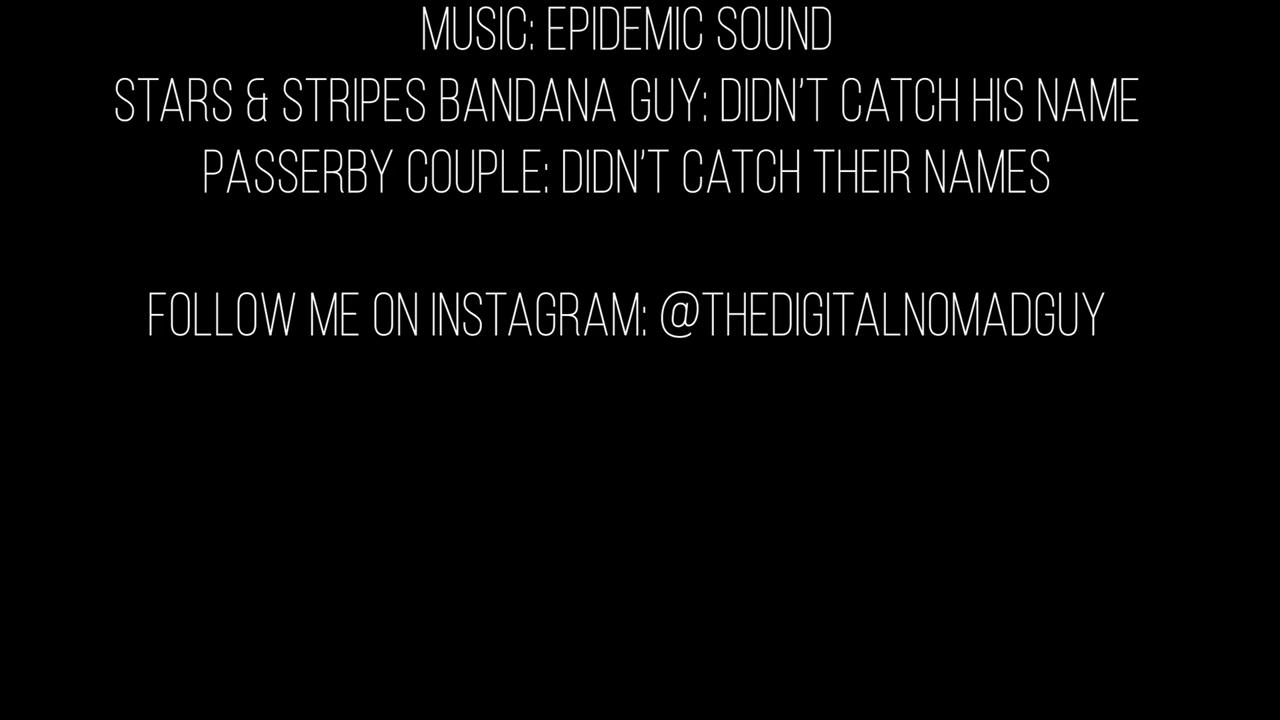 MUSIC: EPIDEMIC SOUND
STARS & STRIPES BANDANA GUY: DIDN'T CATCH HIS NAME
PASSERBY COUPLE: DIDN'T CATCH THEIR NAMES
FOLLOW ME ON INSTAGRAM: @THEDIGITALNOMADGUY